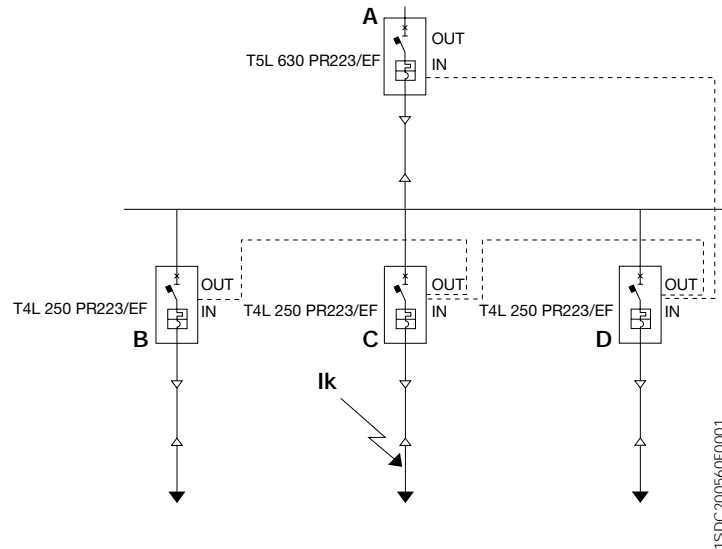 A
OUT
T5L 630 PR223/EF
IN
OUT
T4L 250 PR223/EF
IN
B
OUT
T4L 250 PR223/EF
IN
C
OUT
T4L 250 PR223/EF
IN
D
Ik
1SDC200560F0001